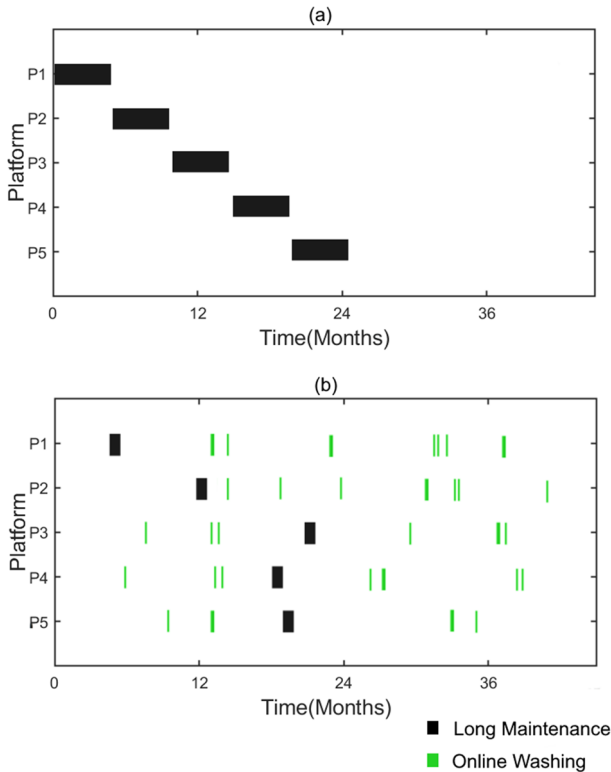 (a)
P1
P2
P3
P4
P5
Platform
0 12 24 36
Time(Months)
(b)
P1
P2
P3
P4
P5
Platform
0 12 24 36
Time(Months)
Long Maintenance
Online Washing